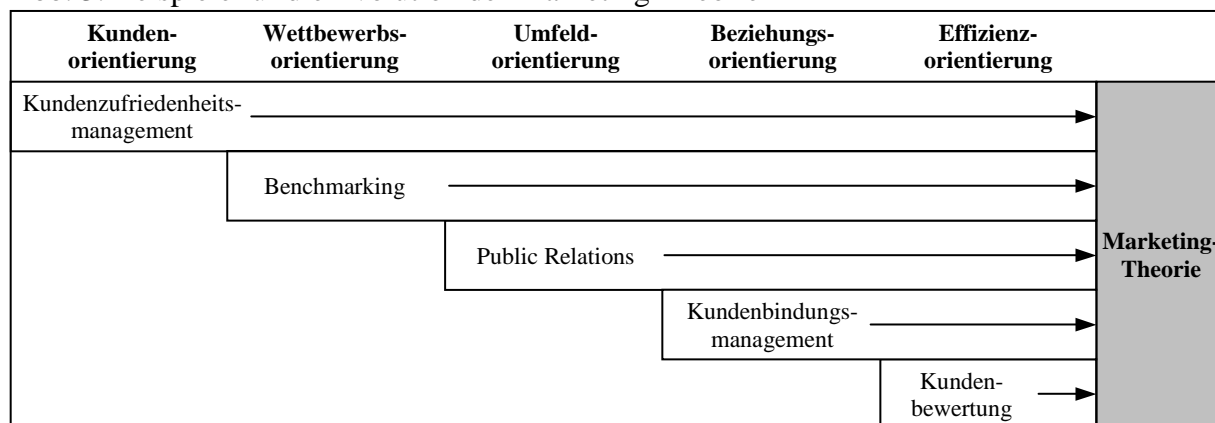 Kunden-
orientierung
Wettbewerbs-
orientierung
Umfeld-
orientierung
Beziehungs-
orientierung
Effizienz-
orientierung
Kundenzufriedenheits-
management
Benchmarking
Public Relations
Kundenbindungs-
management
Kunden-
bewertung
Marketing-
Theorie